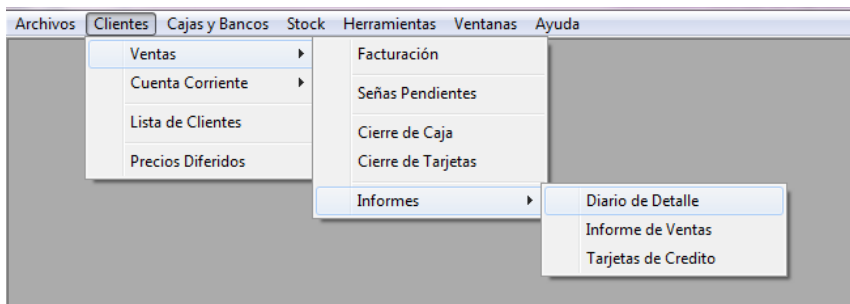 Archivos Clientes Cajas y Bancos Stock Herramientas Ventanas Ayuda
Ventas
Cuenta Corriente
Lista de Clientes
Precios Diferidos
Facturación
Señas Pendientes
Cierre de Caja
Cierre de Tarjetas
Informes
Diario de Detalle
Informe de Ventas
Tarjetas de Credito